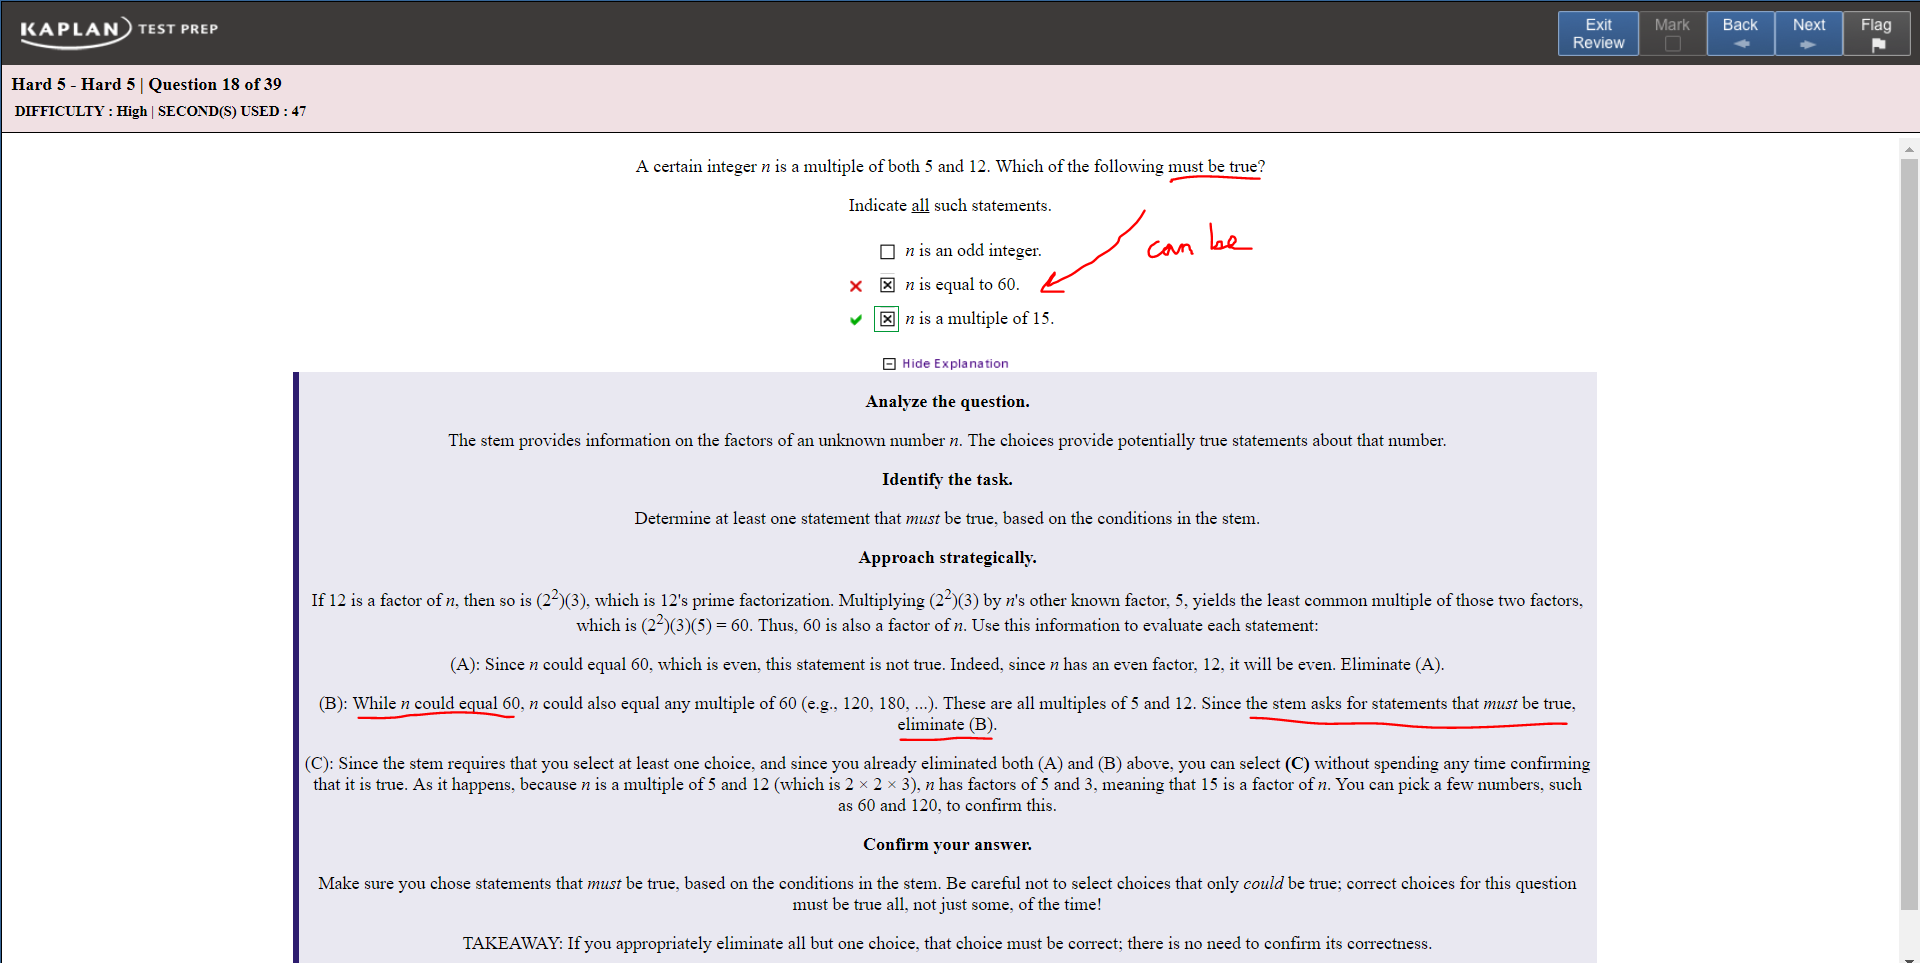 KAPLAN TEST PREP
Exit Review
Mark
Back
Next
Flag
Hard 5 - Hard 5 | Question 18 of 39
DIFFICULTY : High | SECOND(S) USED : 47
A certain integer n is a multiple of both 5 and 12. Which of the following must be true?
Indicate all such statements.
can be
n is an odd integer.
n is equal to 60.
n is a multiple of 15.
Hide Explanation
Analyze the question.
The stem provides information on the factors of an unknown number n. The choices provide potentially true statements about that number.
Identify the task.
Determine at least one statement that must be true, based on the conditions in the stem.
Approach strategically.
If 12 is a factor of n, then so is (2²)(3), which is 12's prime factorization. Multiplying (2²)(3) by n's other known factor, 5, yields the least common multiple of those two factors,
which is (2²)(3)(5) = 60. Thus, 60 is also a factor of n. Use this information to evaluate each statement:
(A): Since n could equal 60, which is even, this statement is not true. Indeed, since n has an even factor, 12, it will be even. Eliminate (A).
(B): While n could equal 60, n could also equal any multiple of 60 (e.g., 120, 180, ...). These are all multiples of 5 and 12. Since the stem asks for statements that must be true,
eliminate (B).
(C): Since the stem requires that you select at least one choice, and since you already eliminated both (A) and (B) above, you can select (C) without spending any time confirming
that it is true. As it happens, because n is a multiple of 5 and 12 (which is 2 × 2 × 3), n has factors of 5 and 3, meaning that 15 is a factor of n. You can pick a few numbers, such
as 60 and 120, to confirm this.
Confirm your answer.
Make sure you chose statements that must be true, based on the conditions in the stem. Be careful not to select choices that only could be true; correct choices for this question
must be true all, not just some, of the time!
TAKEAWAY: If you appropriately eliminate all but one choice, that choice must be correct; there is no need to confirm its correctness.